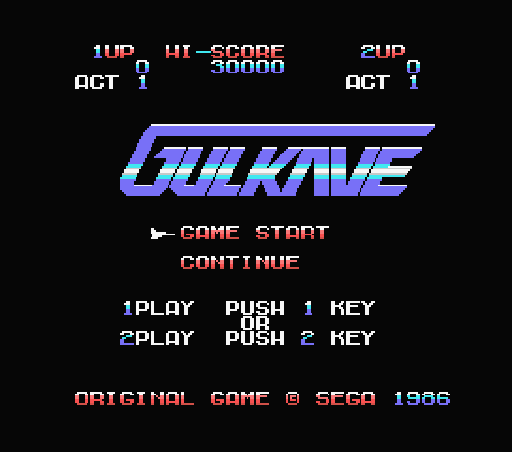 1UP HI-SCORE 2UP
0 30000 0
ACT 1 ACT 1
GULKAVE
GAME START
CONTINUE
1PLAY PUSH 1 KEY
OR
2PLAY PUSH 2 KEY
ORIGINAL GAME © SEGA 1986